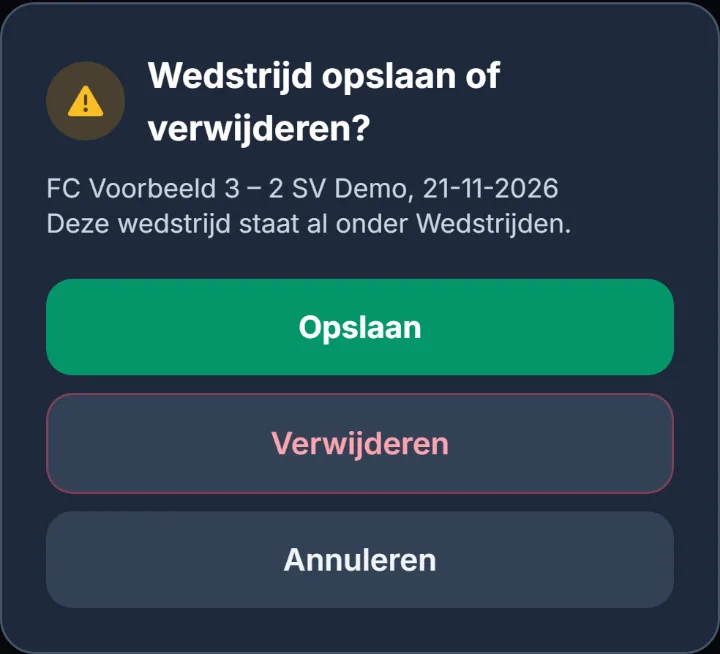 Wedstrijd opslaan of
verwijderen?
FC Voorbeeld 3 – 2 SV Demo, 21-11-2026
Deze wedstrijd staat al onder Wedstrijden.
Opslaan
Verwijderen
Annuleren